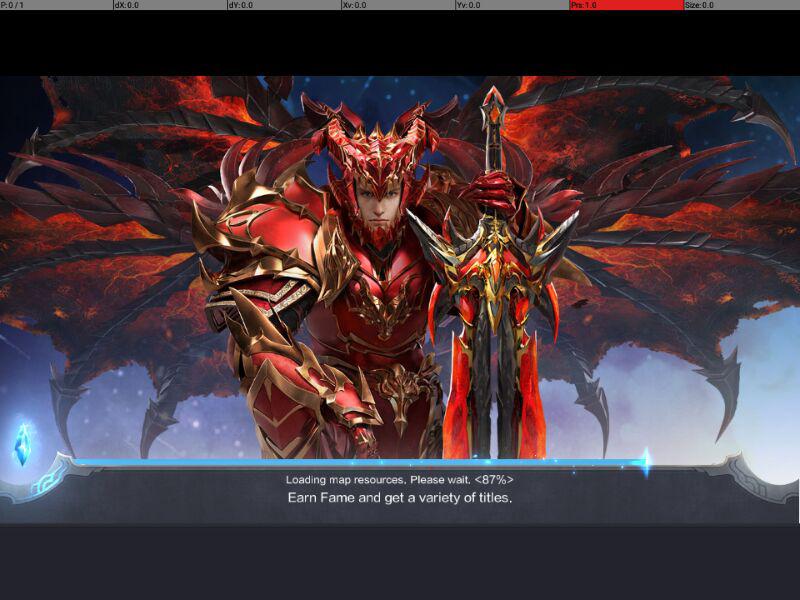 P: 0 / 1 dX: 0.0 dY: 0.0 Xv: 0.0 Yv: 0.0 Prs: 1.0 Size: 0.0
Loading map resources. Please wait. <87%>
Earn Fame and get a variety of titles.